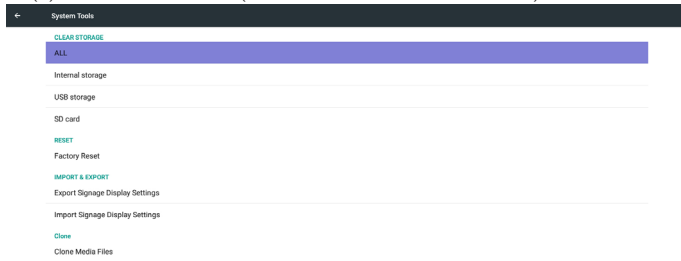 System Tools
CLEAR STORAGE
ALL
Internal storage
USB storage
SD card
RESET
Factory Reset
IMPORT & EXPORT
Export Signage Display Settings
Import Signage Display Settings
Clone
Clone Media Files